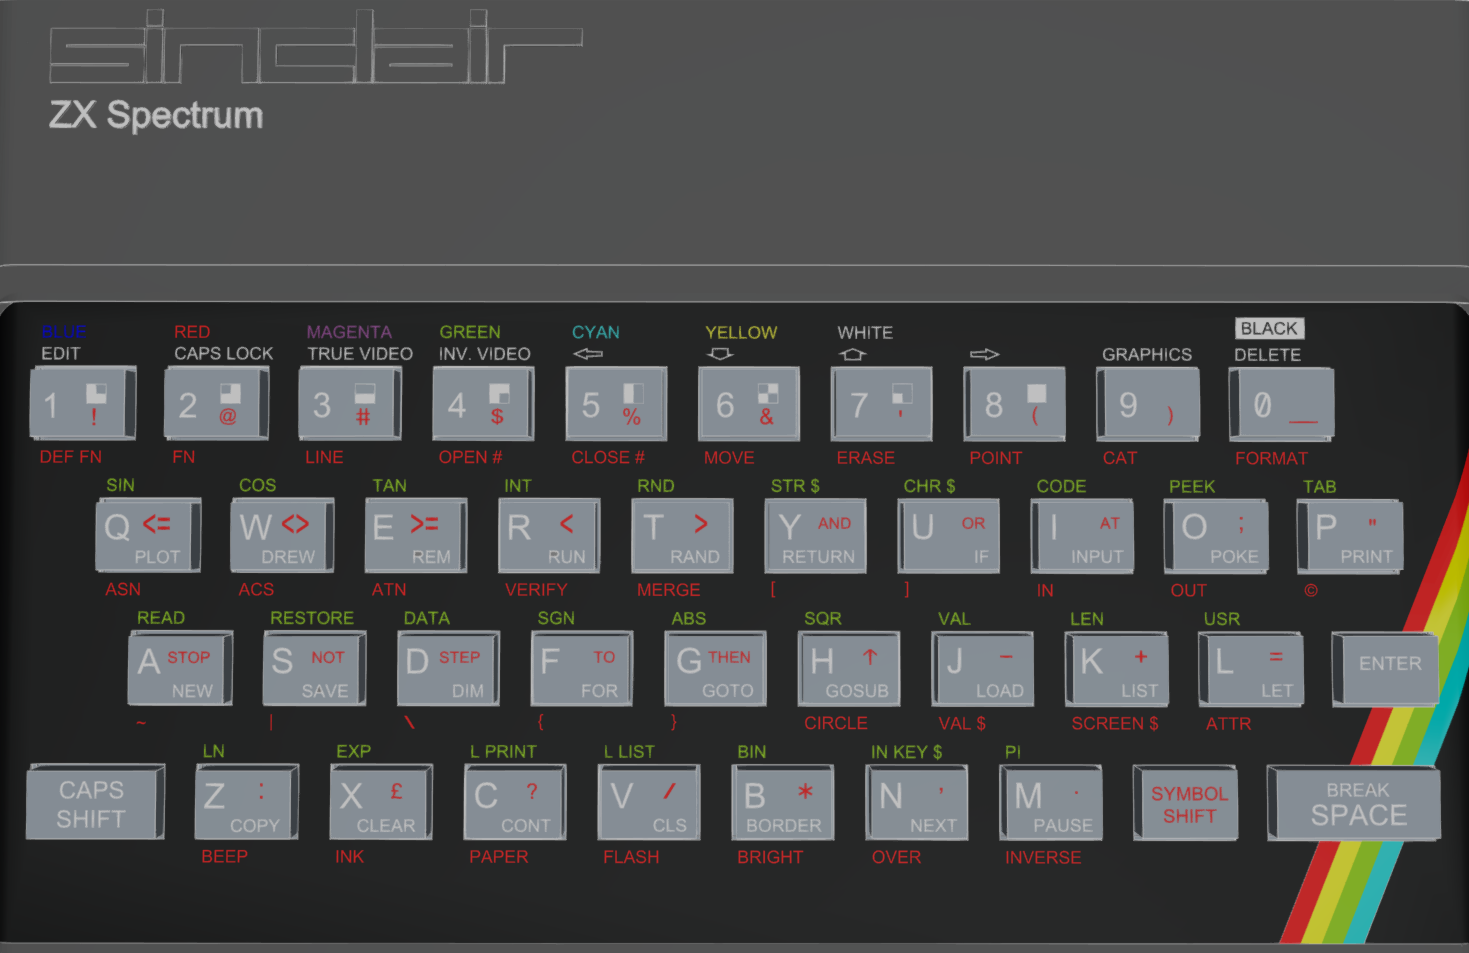 sinclair
ZX Spectrum
BLUE RED MAGENTA GREEN CYAN YELLOW WHITE BLACK
EDIT CAPS LOCK TRUE VIDEO INV. VIDEO ⇦ ⇩ ⇧ ⇨ GRAPHICS DELETE
1 ! 2 @ 3 # 4 $ 5 % 6 & 7 ' 8 ( 9 ) 0 _
DEF FN FN LINE OPEN # CLOSE # MOVE ERASE POINT CAT FORMAT
SIN COS TAN INT RND STR $ CHR $ CODE PEEK TAB
Q <= W <> E >= R < T > Y AND U OR I AT O ; P "
PLOT DREW REM RUN RAND RETURN IF INPUT POKE PRINT
ASN ACS ATN VERIFY MERGE [ ] IN OUT ©
READ RESTORE DATA SGN ABS SQR VAL LEN USR
A STOP S NOT D STEP F TO G THEN H ↑ J − K + L = ENTER
NEW SAVE DIM FOR GOTO GOSUB LOAD LIST LET
~ | \ { } CIRCLE VAL $ SCREEN $ ATTR
LN EXP L PRINT L LIST BIN IN KEY $ PI
CAPS Z : X £ C ? V / B * N , M . SYMBOL BREAK
SHIFT COPY CLEAR CONT CLS BORDER NEXT PAUSE SHIFT SPACE
BEEP INK PAPER FLASH BRIGHT OVER INVERSE